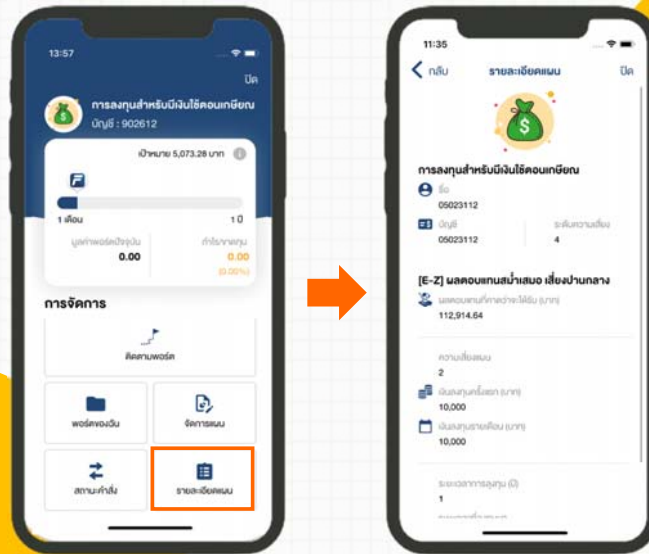 13:57
ปิด
การลงทุนสำหรับมีเงินใช้ตอนเกษียณ
บัญชี : 902612
เป้าหมาย 5,073.28 บาท
1 เดือน
1 ปี
มูลค่าพอร์ตปัจจุบัน
กำไร/ขาดทุน
0.00
0.00
(0.00%)
การจัดการ
ติดตามพอร์ต
พอร์ตของฉัน
จัดการแผน
สถานะคำสั่ง
รายละเอียดแผน
11:35
กลับ
รายละเอียดแผน
ปิด
การลงทุนสำหรับมีเงินใช้ตอนเกษียณ
ชื่อ
05023112
บัญชี
ระดับความเสี่ยง
05023112
4
[E-Z] ผลตอบแทนสม่ำเสมอ เสี่ยงปานกลาง
ผลตอบแทนที่คาดว่าจะได้รับ (บาท)
112,914.64
ความเสี่ยงแผน
2
เงินลงทุนครั้งแรก (บาท)
10,000
เงินลงทุนรายเดือน (บาท)
10,000
ระยะเวลาการลงทุน (ปี)
1